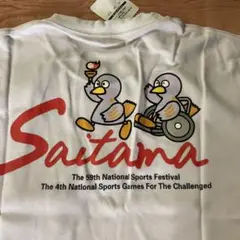 Saitama
The 59th National Sports Festival
The 4th National Sports Games For The Challenged